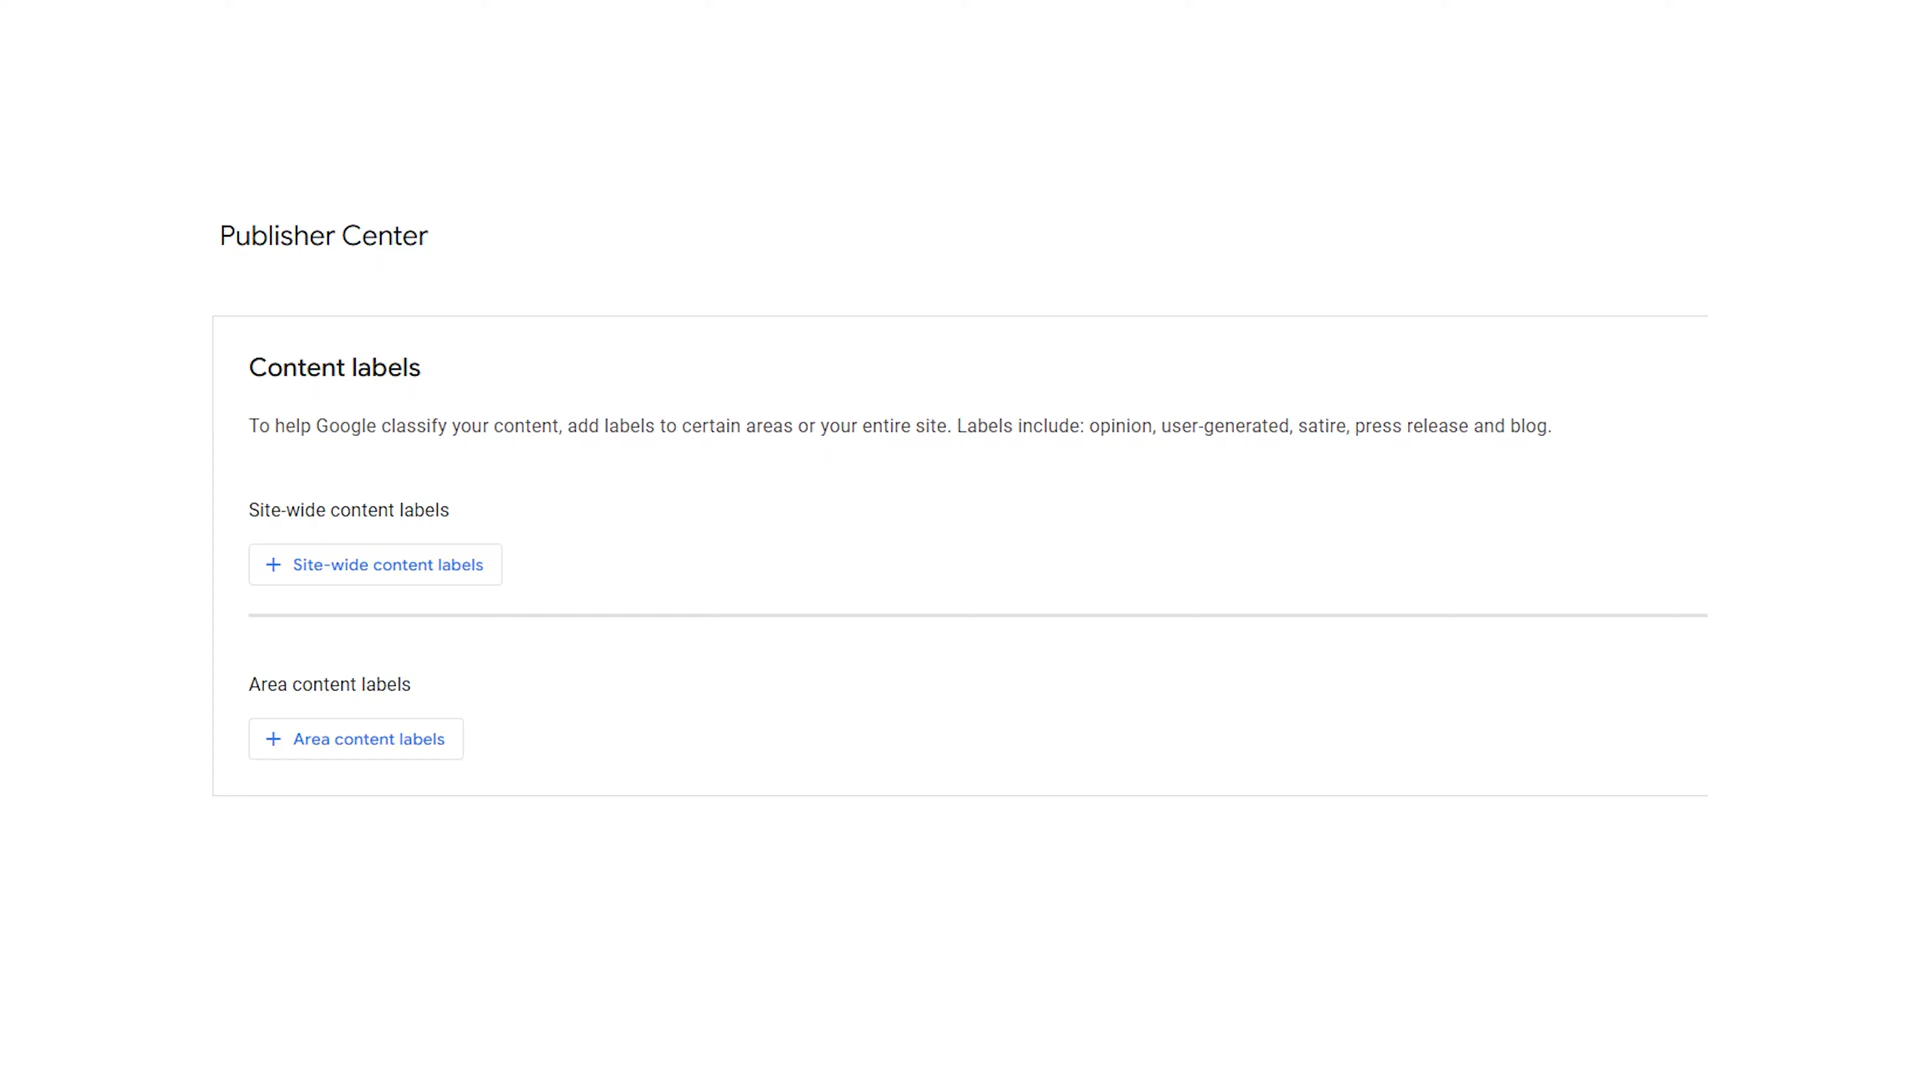 Publisher Center
Content labels
To help Google classify your content, add labels to certain areas or your entire site. Labels include: opinion, user-generated, satire, press release and blog.
Site-wide content labels
+ Site-wide content labels
Area content labels
+ Area content labels